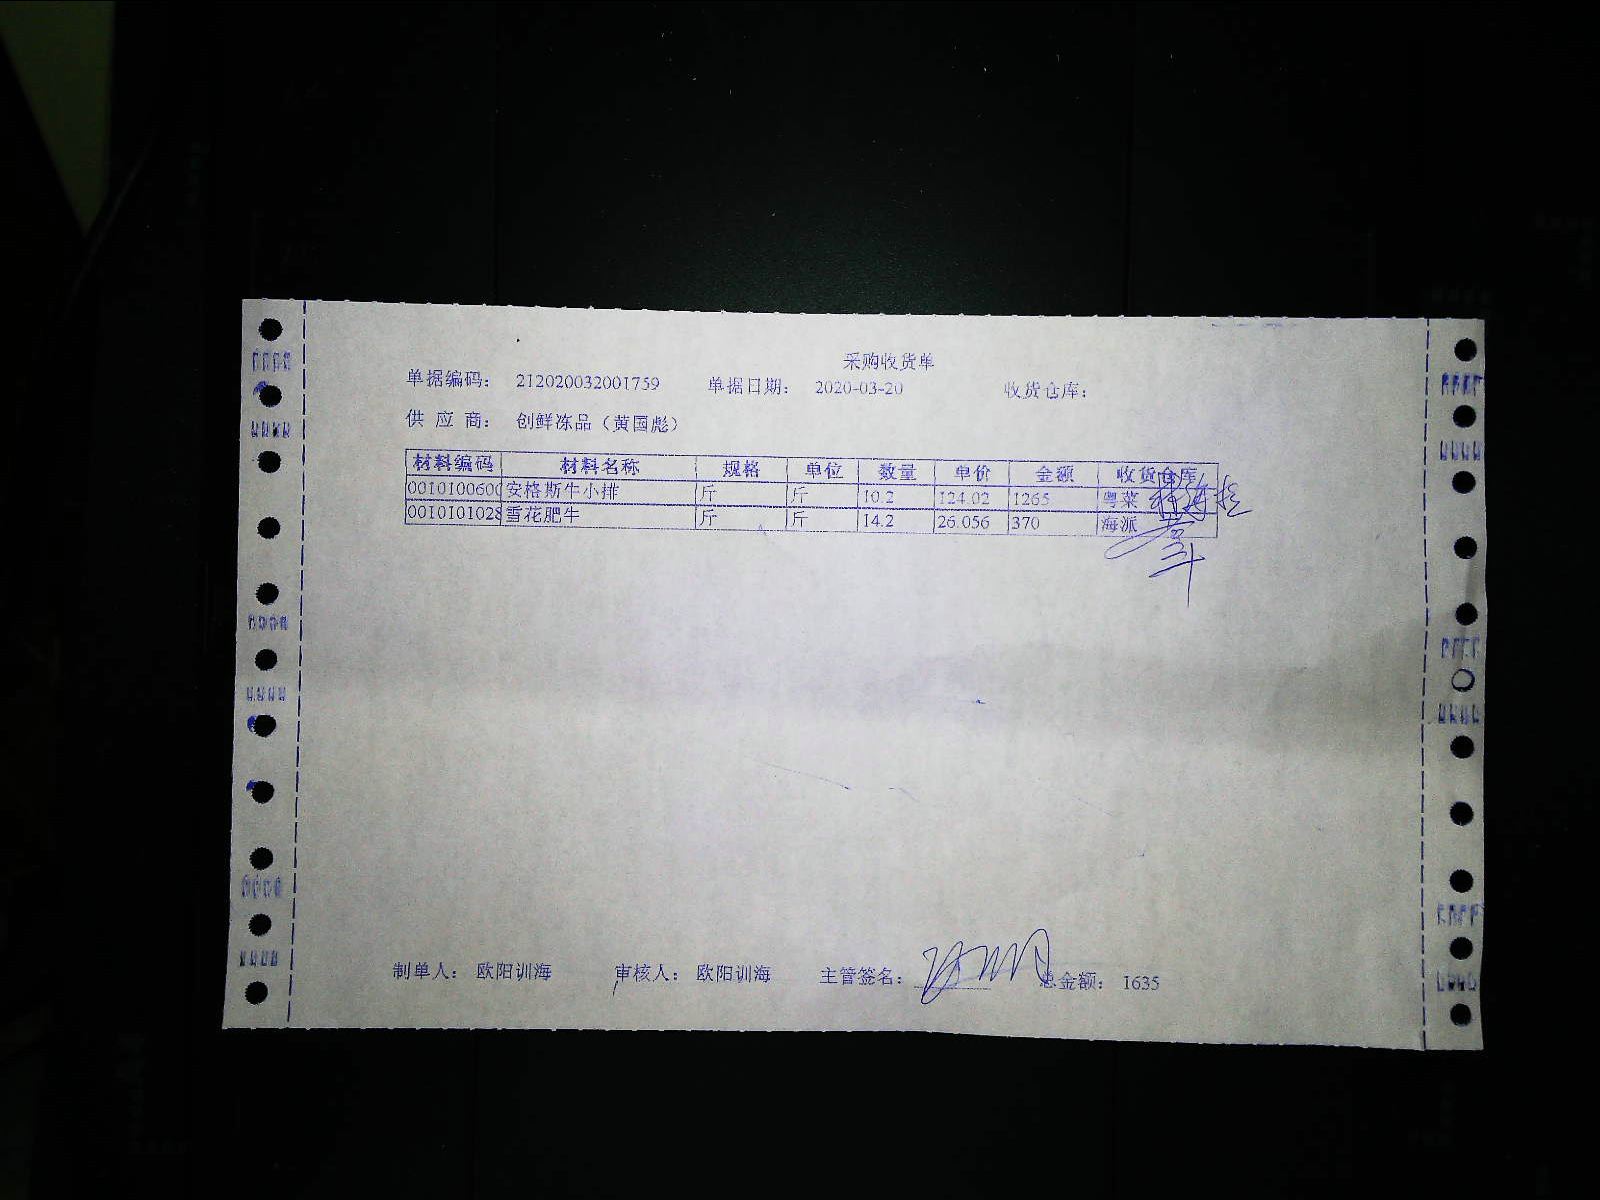 采购收货单
单据编码： 212020032001759 单据日期： 2020-03-20 收货仓库：
供 应 商： 创鲜冻品（黄国彪）
材料编码 材料名称 规格 单位 数量 单价 金额 收货仓库
0010100600 安格斯牛小排 斤 斤 10.2 124.02 1265 粤菜
0010101028 雪花肥牛 斤 斤 14.2 26.056 370 海派
制单人： 欧阳训海 审核人： 欧阳训海 主管签名： 总金额： 1635